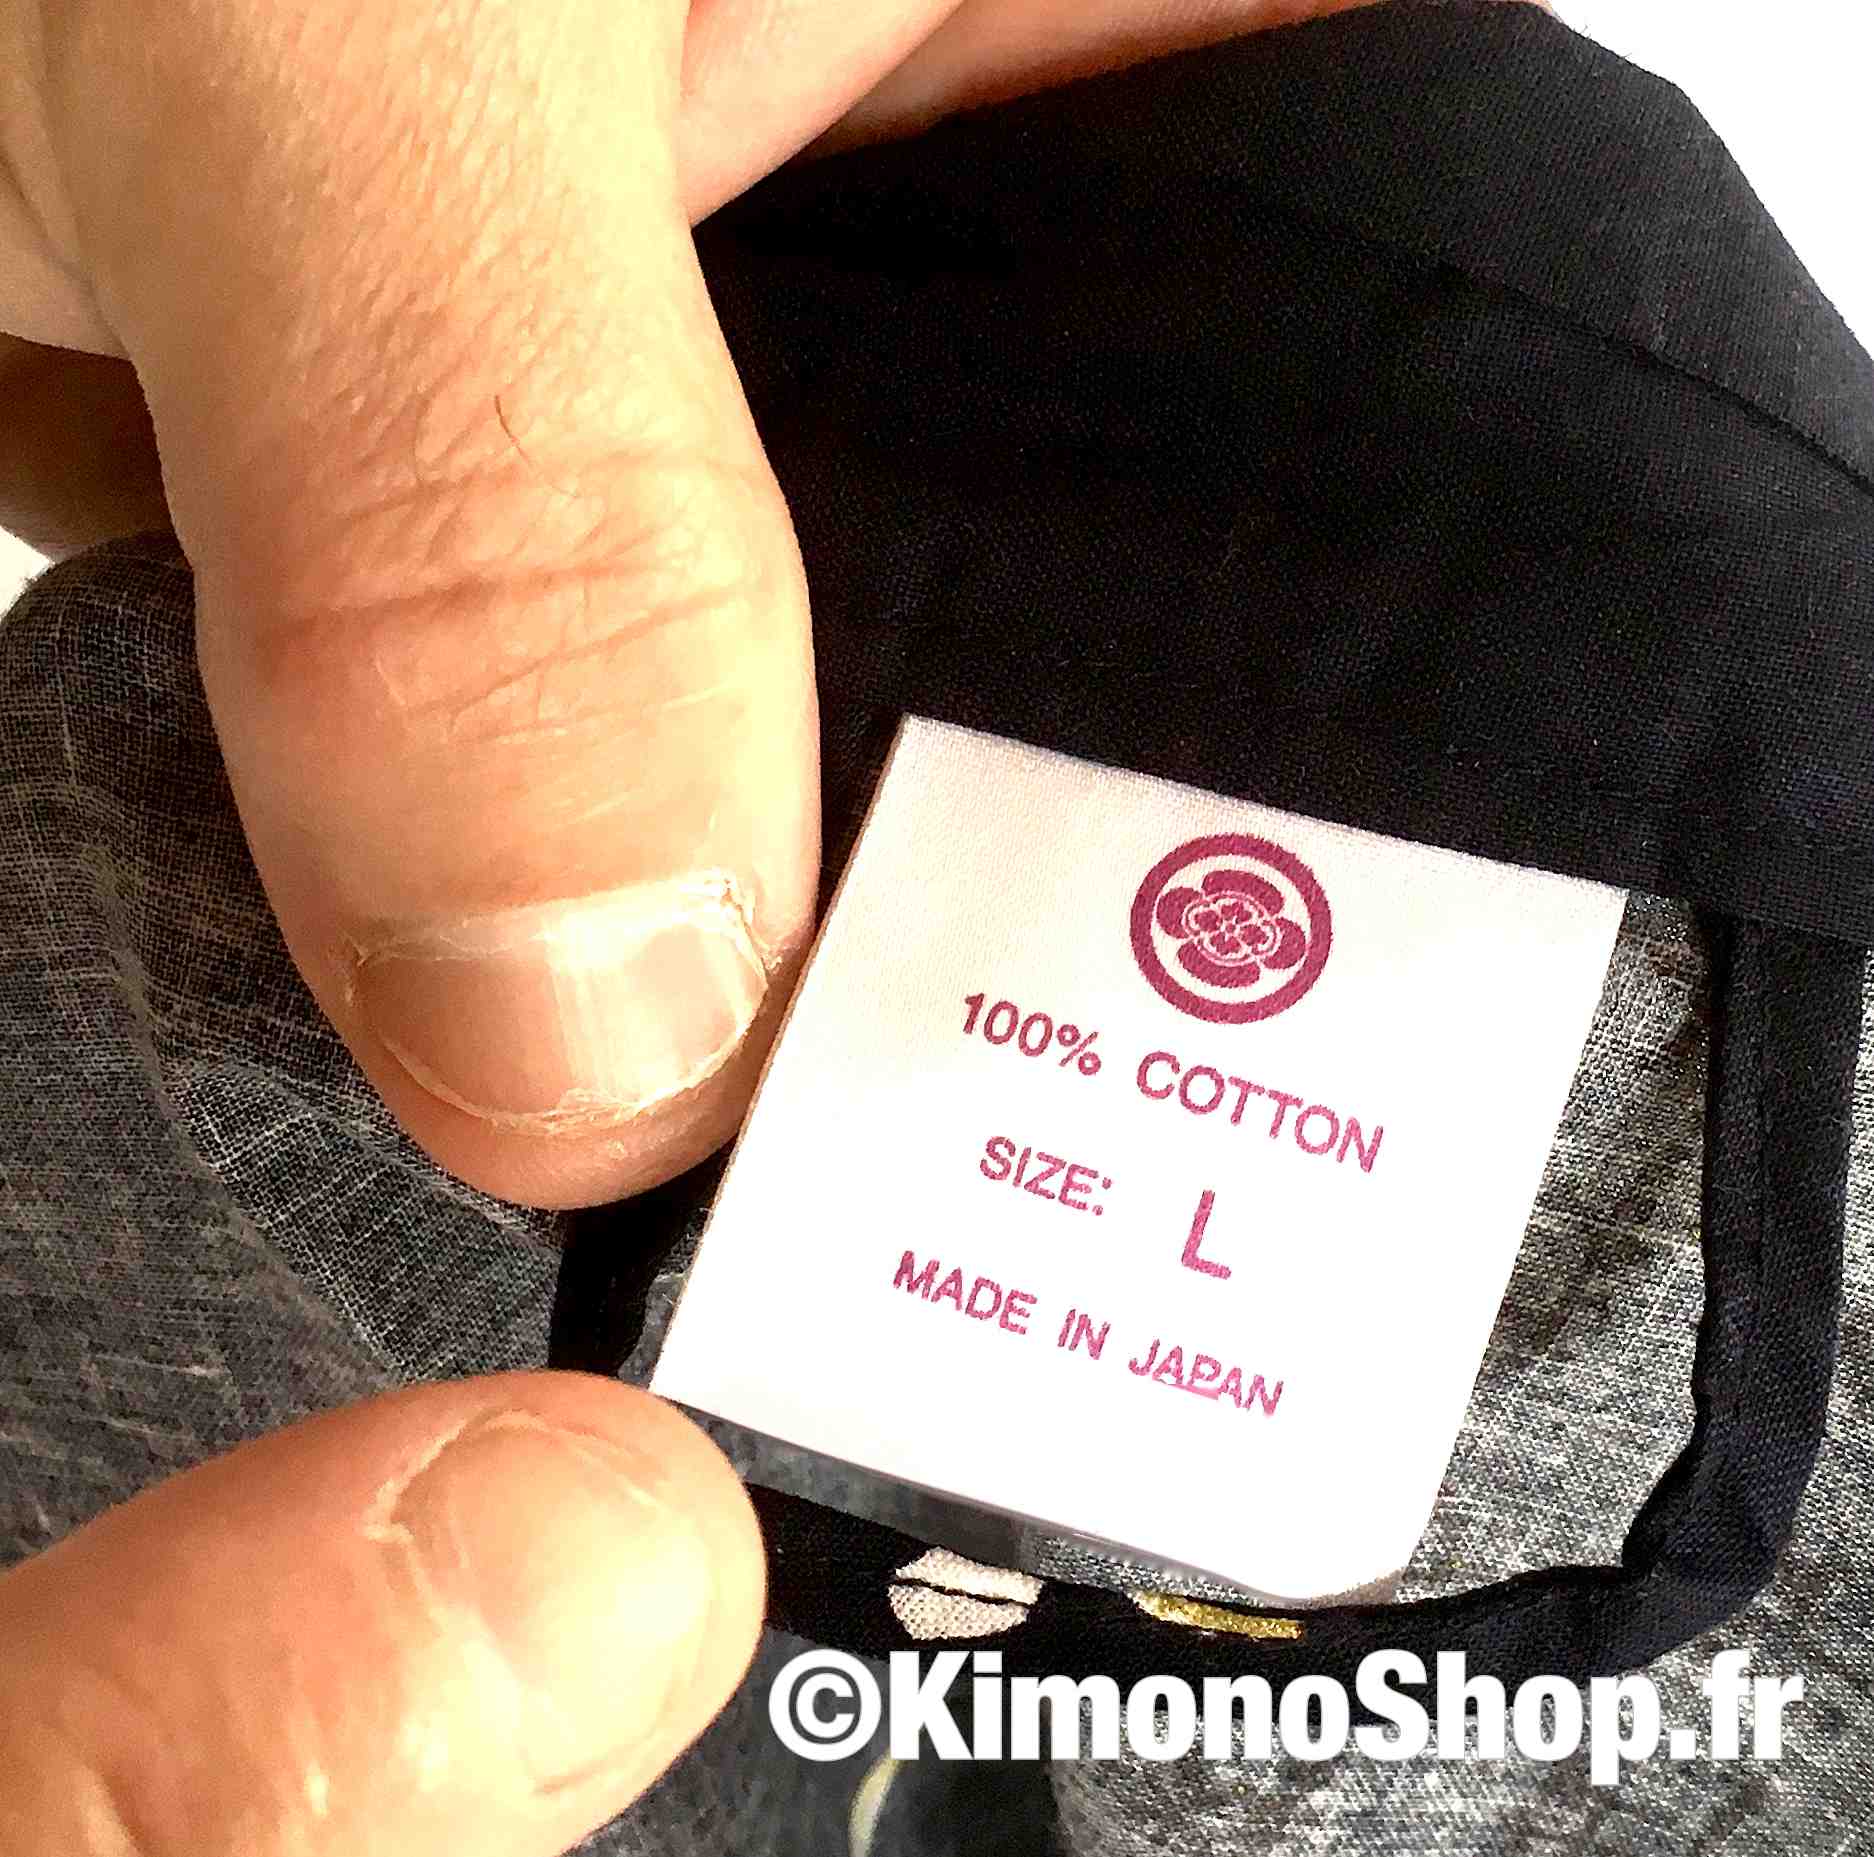 100% COTTON
SIZE: L
MADE IN JAPAN
©KimonoShop.fr